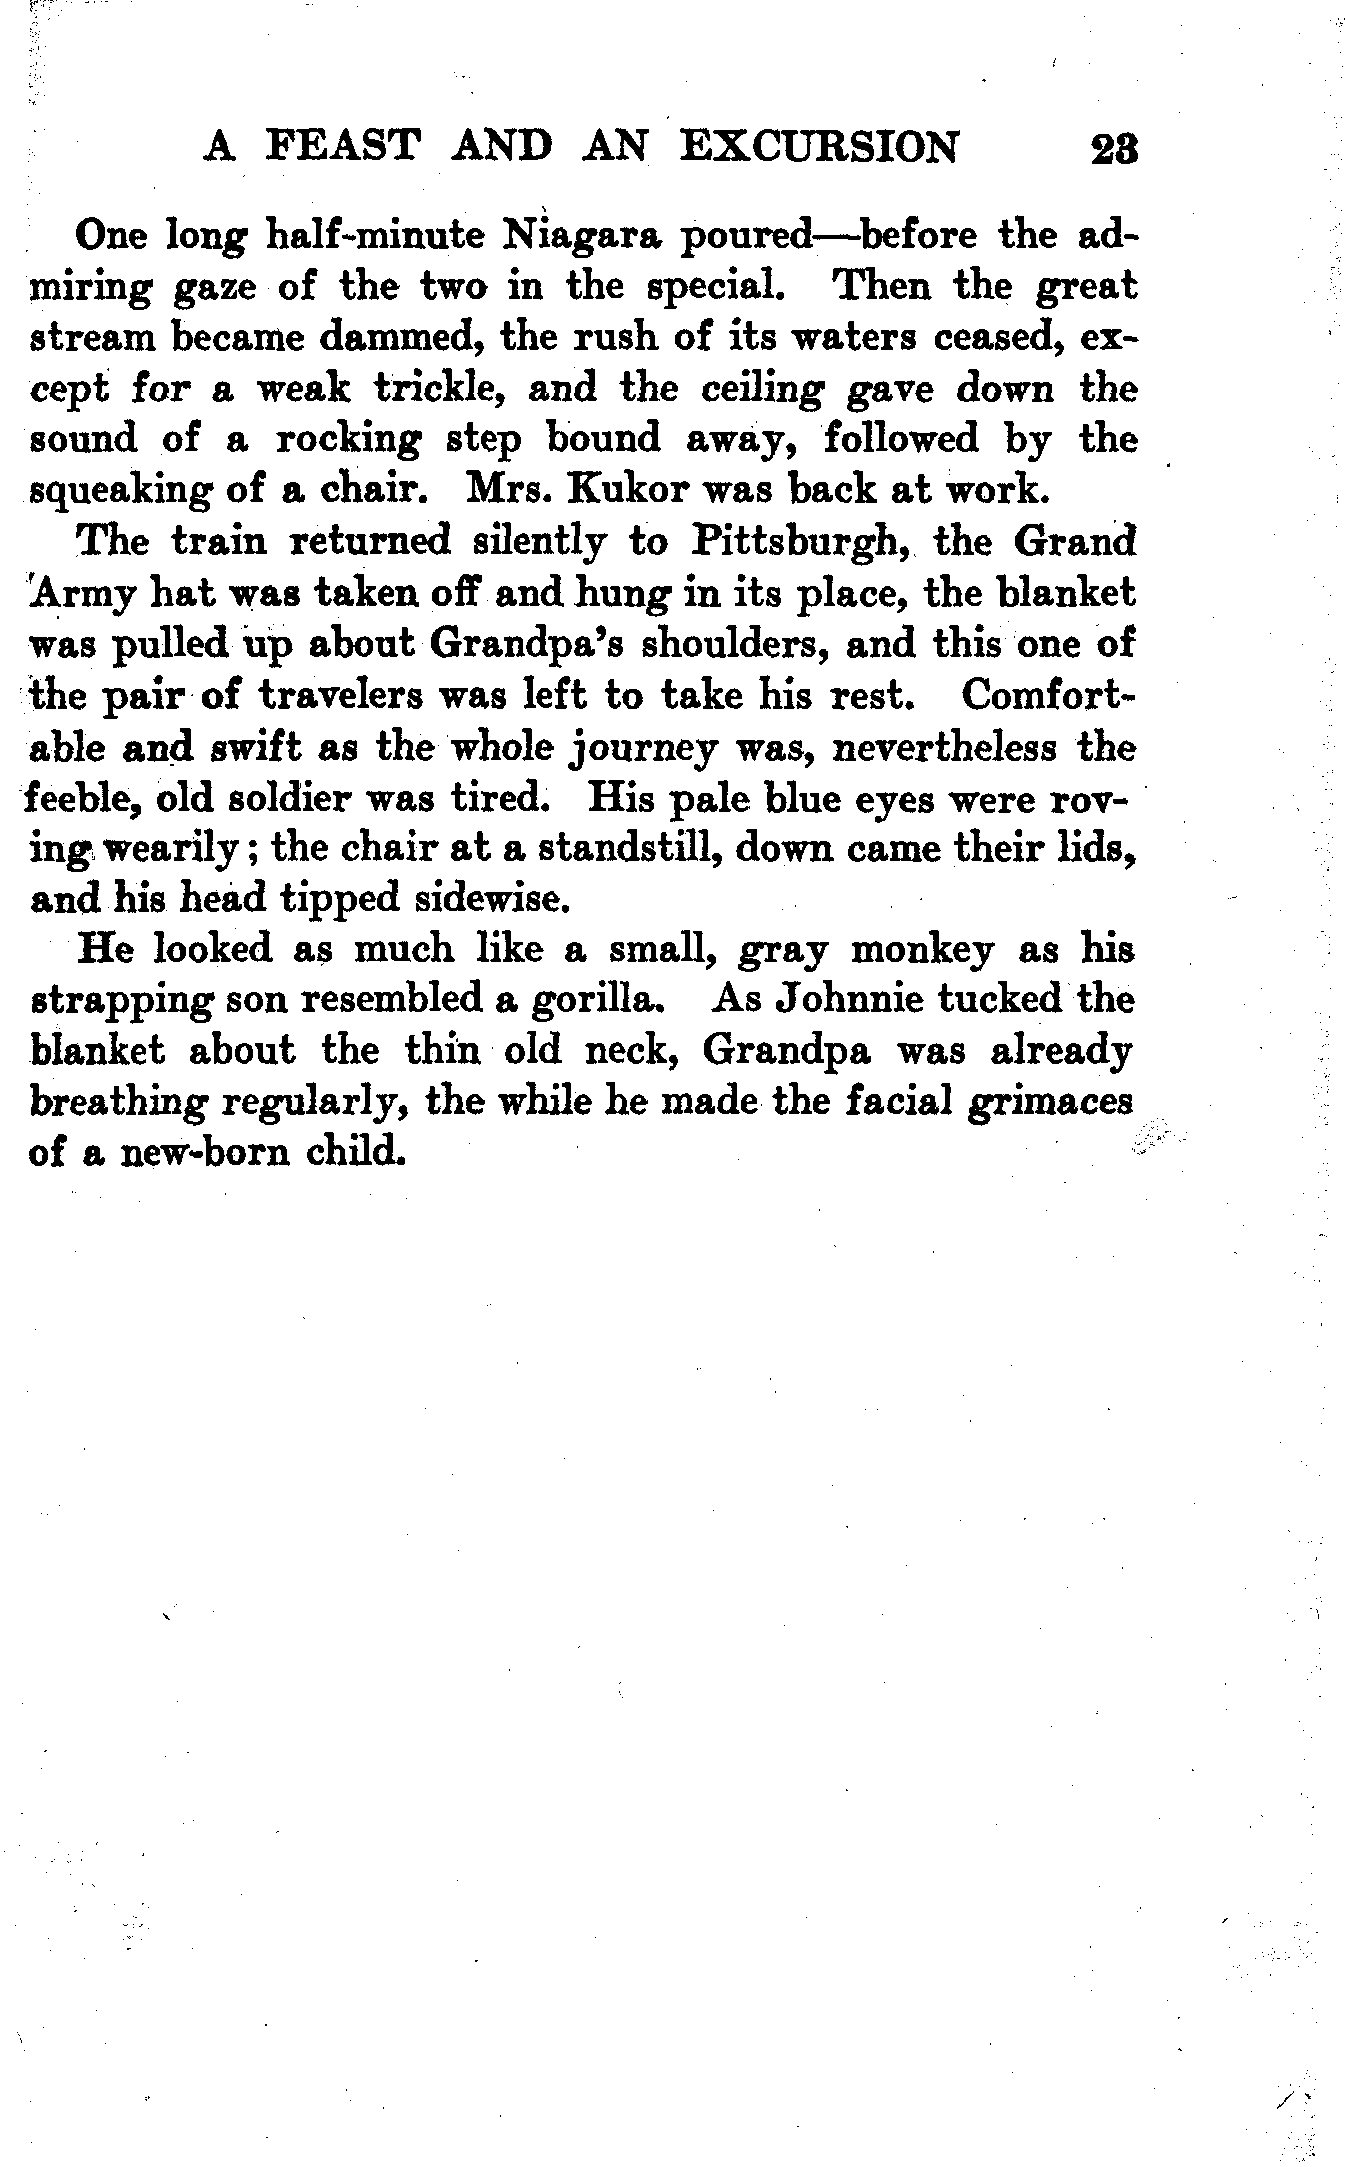 A FEAST AND AN EXCURSION 23
One long half-minute Niagara poured—before the ad-
miring gaze of the two in the special. Then the great
stream became dammed, the rush of its waters ceased, ex-
cept for a weak trickle, and the ceiling gave down the
sound of a rocking step bound away, followed by the
squeaking of a chair. Mrs. Kukor was back at work.
The train returned silently to Pittsburgh, the Grand
Army hat was taken off and hung in its place, the blanket
was pulled up about Grandpa's shoulders, and this one of
the pair of travelers was left to take his rest. Comfort-
able and swift as the whole journey was, nevertheless the
feeble, old soldier was tired. His pale blue eyes were rov-
ing wearily; the chair at a standstill, down came their lids,
and his head tipped sidewise.
He looked as much like a small, gray monkey as his
strapping son resembled a gorilla. As Johnnie tucked the
blanket about the thin old neck, Grandpa was already
breathing regularly, the while he made the facial grimaces
of a new-born child.